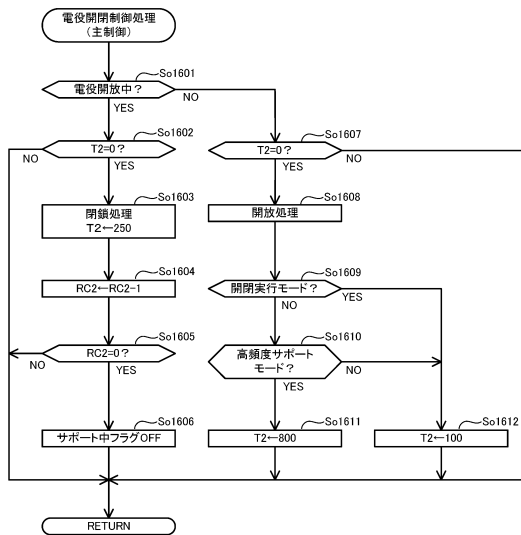 電役開閉制御処理
(主制御)
So1601
電役開放中?
NO
YES
So1602
T2=0?
NO
YES
So1607
T2=0?
NO
YES
So1603
閉鎖処理
T2←250
So1608
開放処理
So1604
RC2←RC2-1
So1609
開閉実行モード?
YES
NO
So1605
RC2=0?
NO
YES
So1610
高頻度サポート
モード?
NO
YES
So1606
サポート中フラグOFF
So1611
T2←800
So1612
T2←100
RETURN